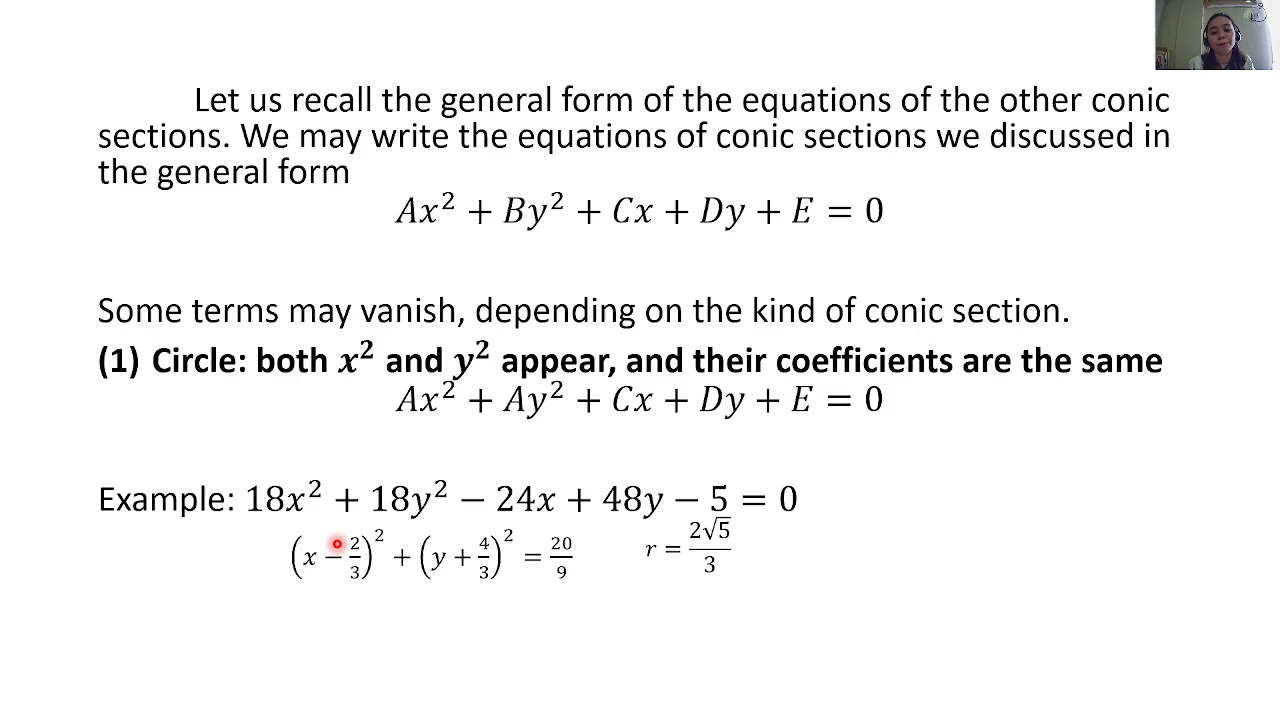 Let us recall the general form of the equations of the other conic
sections. We may write the equations of conic sections we discussed in
the general form
𝐴𝑥² + 𝐵𝑦² + 𝐶𝑥 + 𝐷𝑦 + 𝐸 = 0
Some terms may vanish, depending on the kind of conic section.
(1) Circle: both 𝒙² and 𝒚² appear, and their coefficients are the same
𝐴𝑥² + 𝐴𝑦² + 𝐶𝑥 + 𝐷𝑦 + 𝐸 = 0
Example: 18𝑥² + 18𝑦² − 24𝑥 + 48𝑦 − 5 = 0
(𝑥 − 2/3)² + (𝑦 + 4/3)² = 20/9 𝑟 = 2√5/3